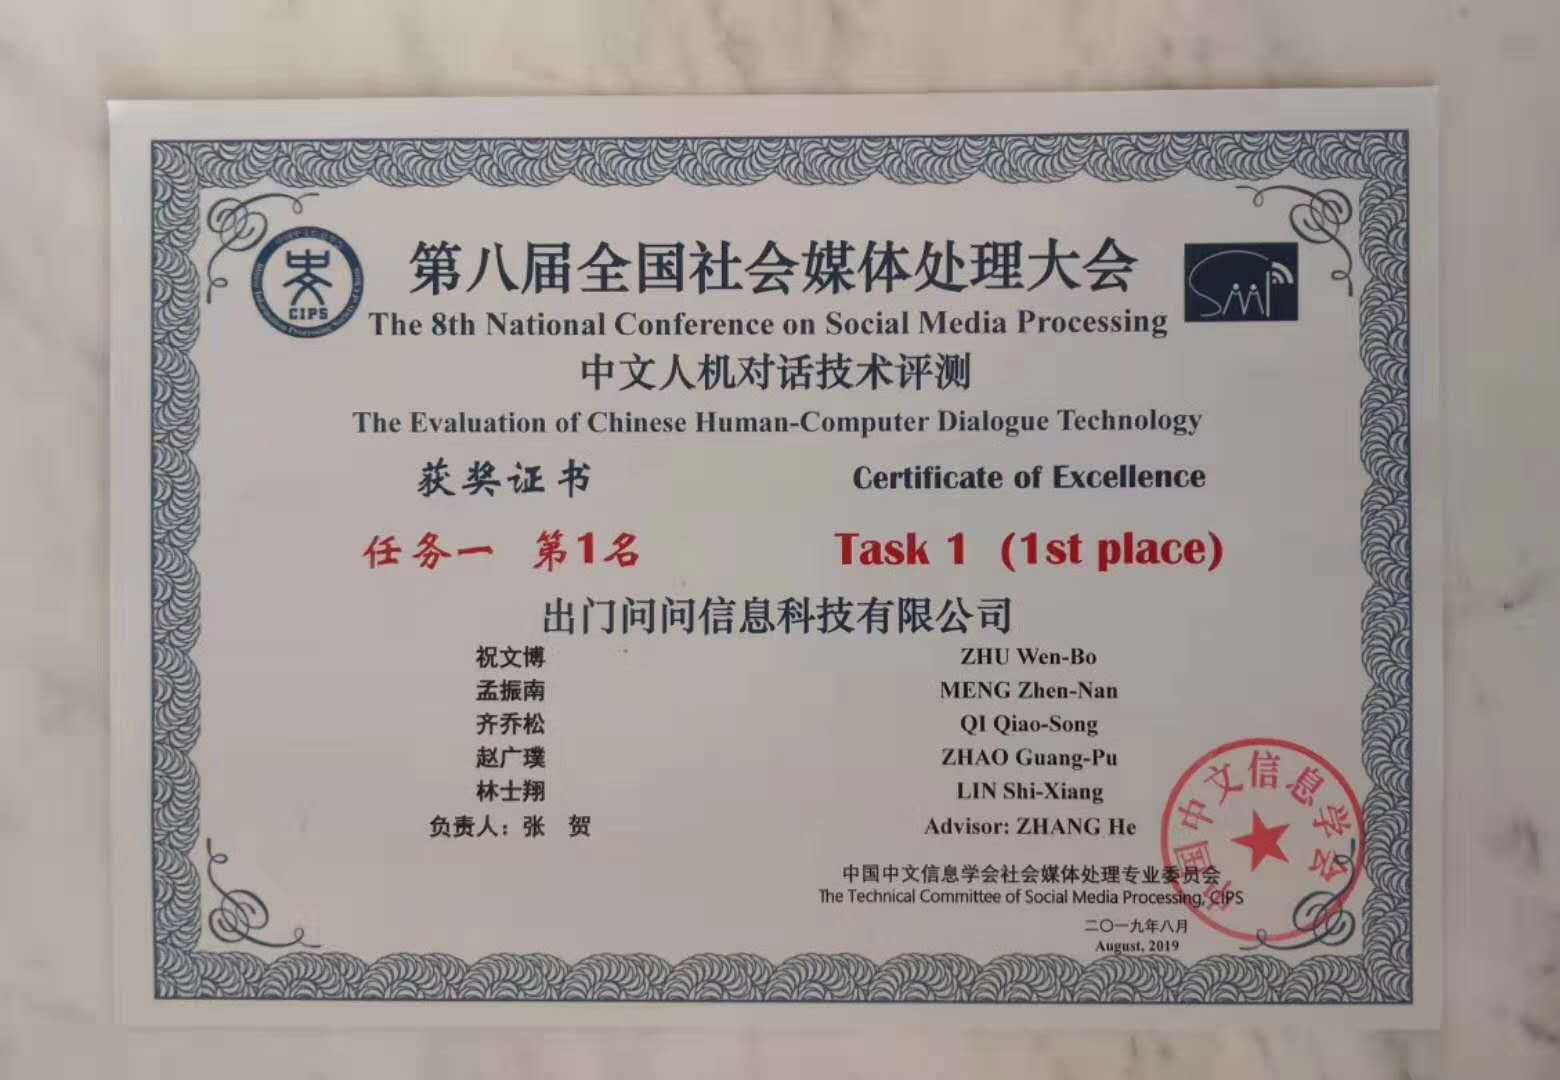 第八届全国社会媒体处理大会
The 8th National Conference on Social Media Processing
中文人机对话技术评测
The Evaluation of Chinese Human-Computer Dialogue Technology
获奖证书 Certificate of Excellence
任务一 第1名 Task 1 (1st place)
出门问问信息科技有限公司
祝文博 ZHU Wen-Bo
孟振南 MENG Zhen-Nan
齐乔松 QI Qiao-Song
赵广璞 ZHAO Guang-Pu
林士翔 LIN Shi-Xiang
负责人：张 贺 Advisor: ZHANG He
中国中文信息学会社会媒体处理专业委员会
The Technical Committee of Social Media Processing, CIPS
二〇一九年八月
August, 2019
CIPS
SMP
中国中文信息学会